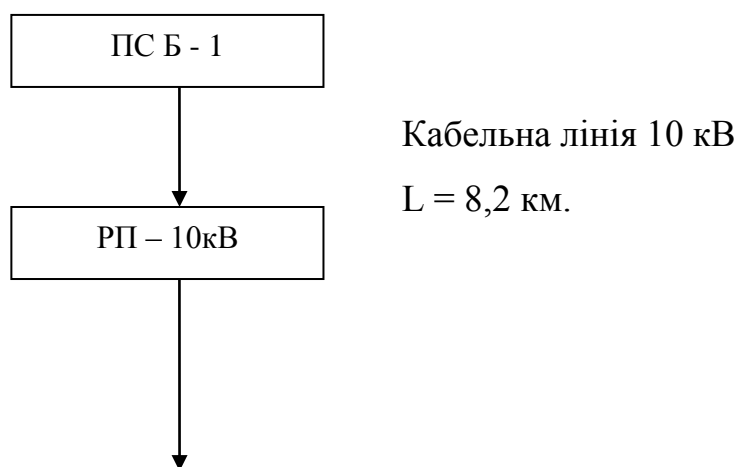 ПС Б - 1
Кабельна лінія 10 кВ
L = 8,2 км.
РП – 10кВ